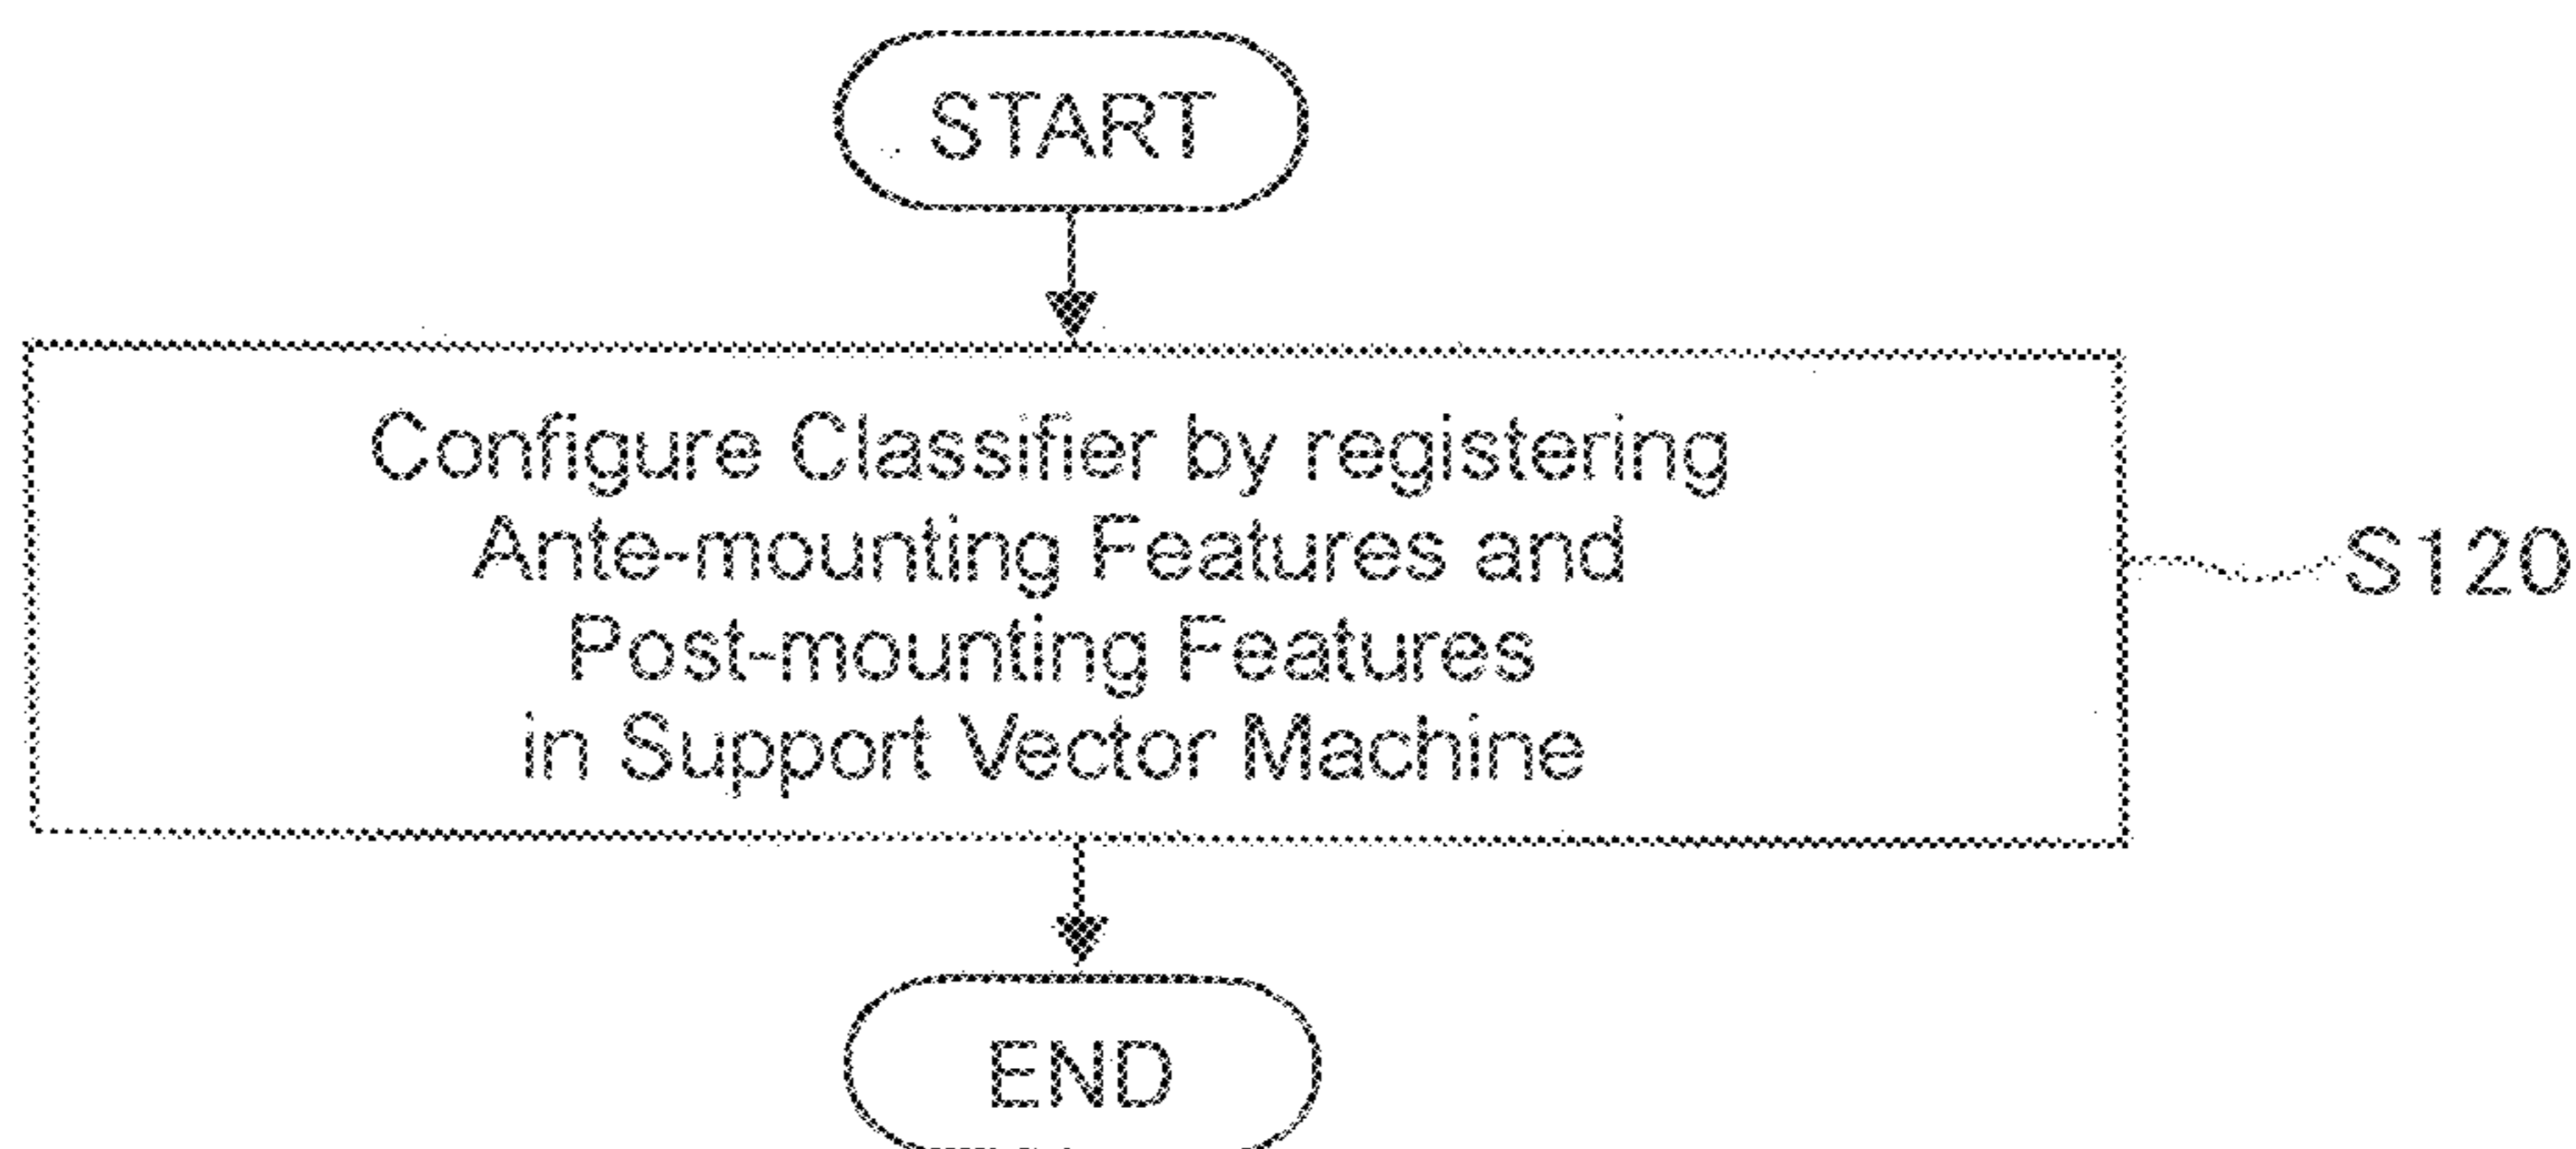 START
Configure Classifier by registering
Ante-mounting Features and
Post-mounting Features
in Support Vector Machine
S120
END